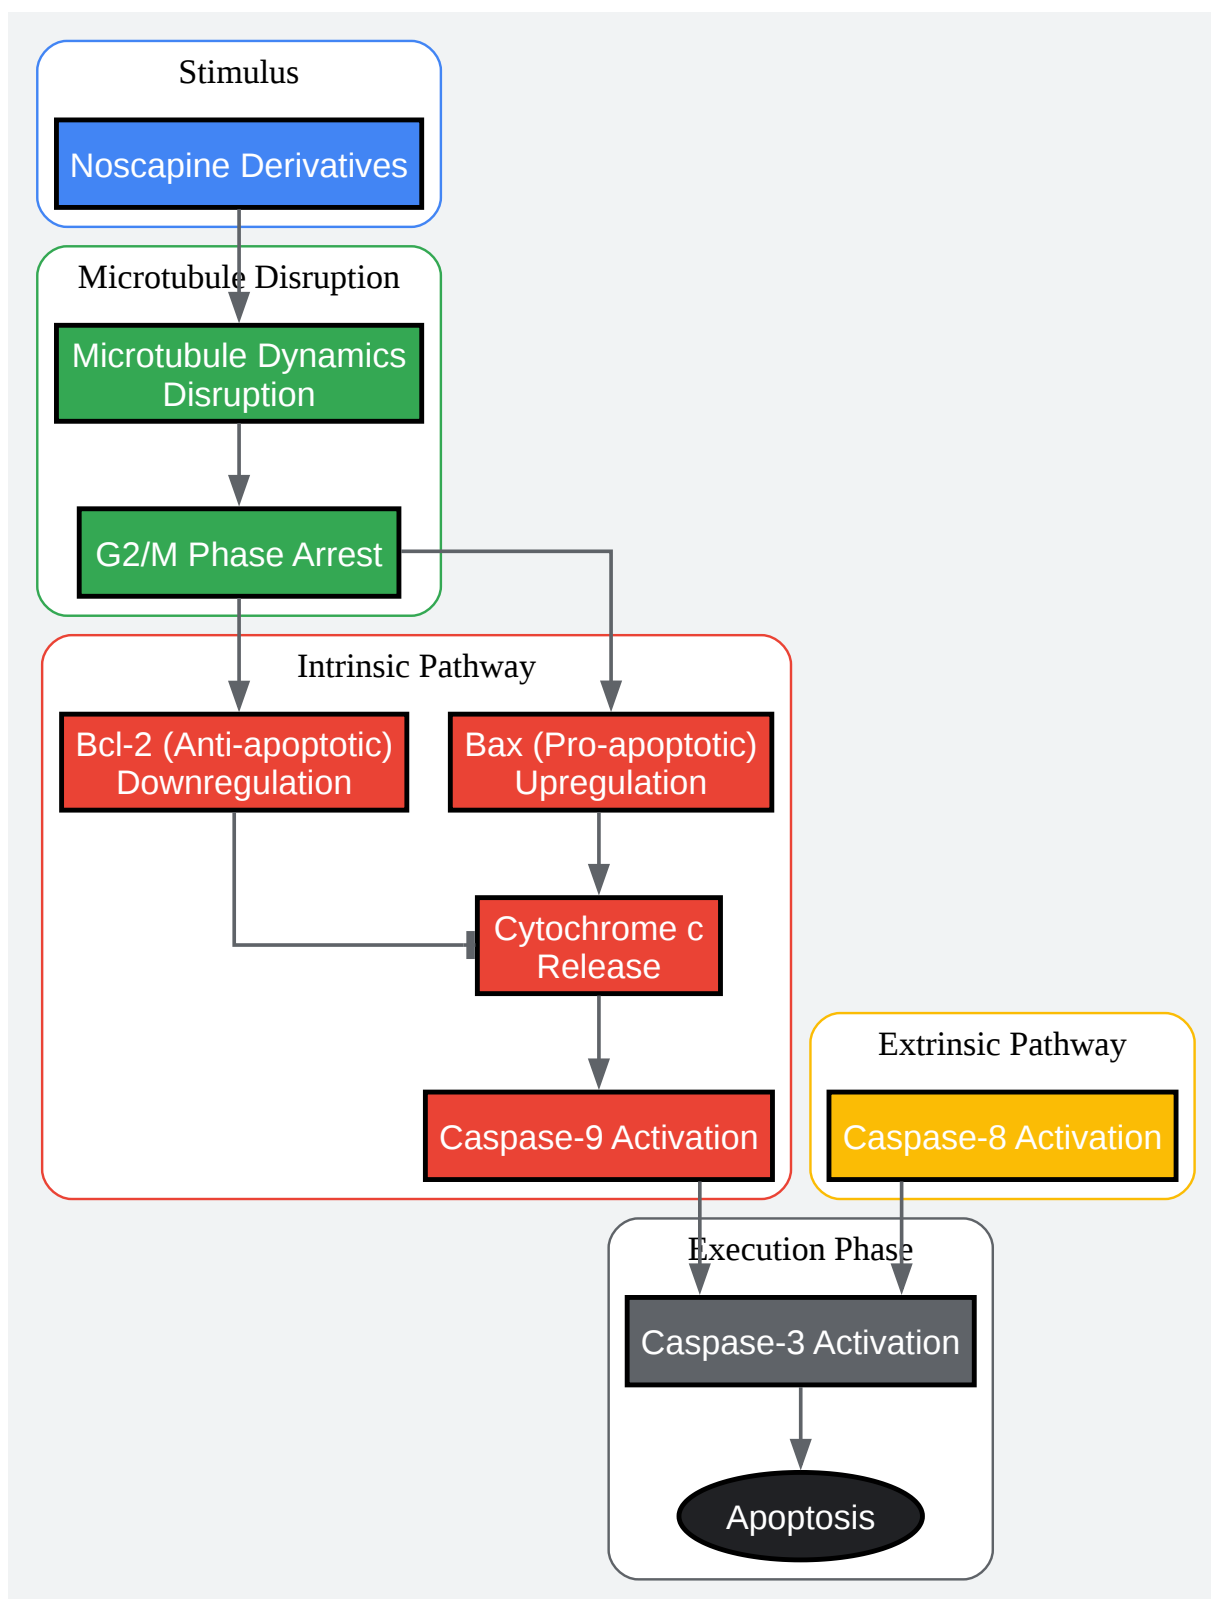 Stimulus
Noscapine Derivatives
Microtubule Disruption
Microtubule Dynamics
Disruption
G2/M Phase Arrest
Intrinsic Pathway
Bcl-2 (Anti-apoptotic)
Downregulation
Bax (Pro-apoptotic)
Upregulation
Cytochrome c
Release
Caspase-9 Activation
Extrinsic Pathway
Caspase-8 Activation
Execution Phase
Caspase-3 Activation
Apoptosis